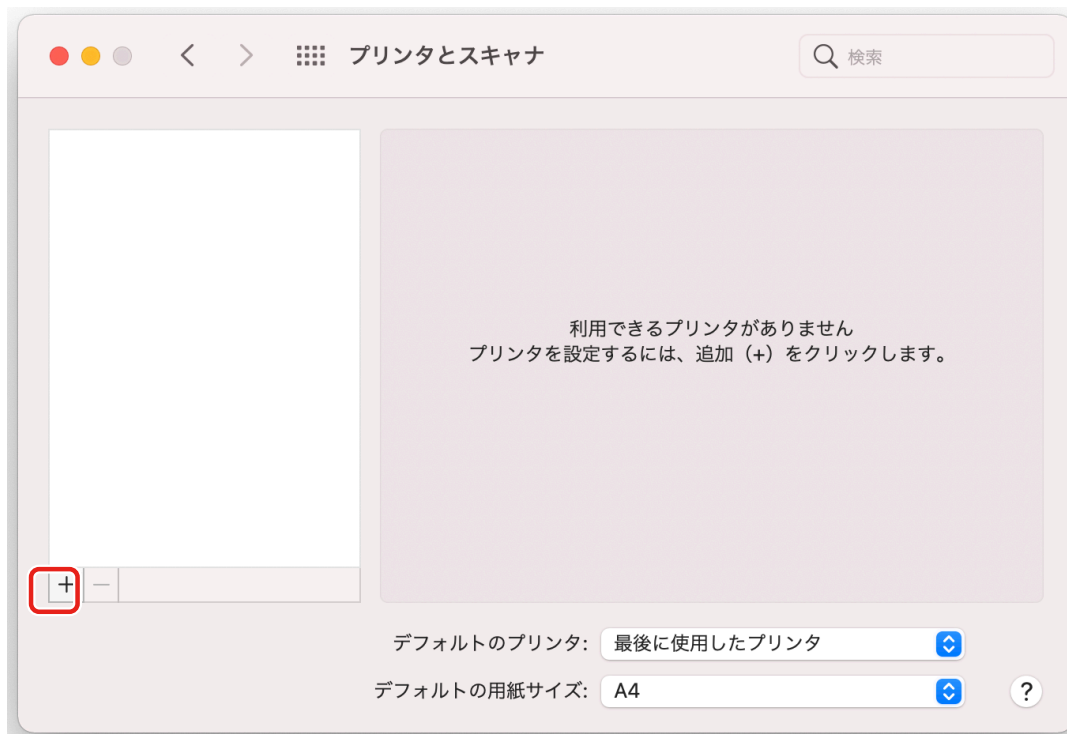 プリンタとスキャナ
検索
利用できるプリンタがありません
プリンタを設定するには、追加（+）をクリックします。
+ −
デフォルトのプリンタ: 最後に使用したプリンタ
デフォルトの用紙サイズ: A4
?